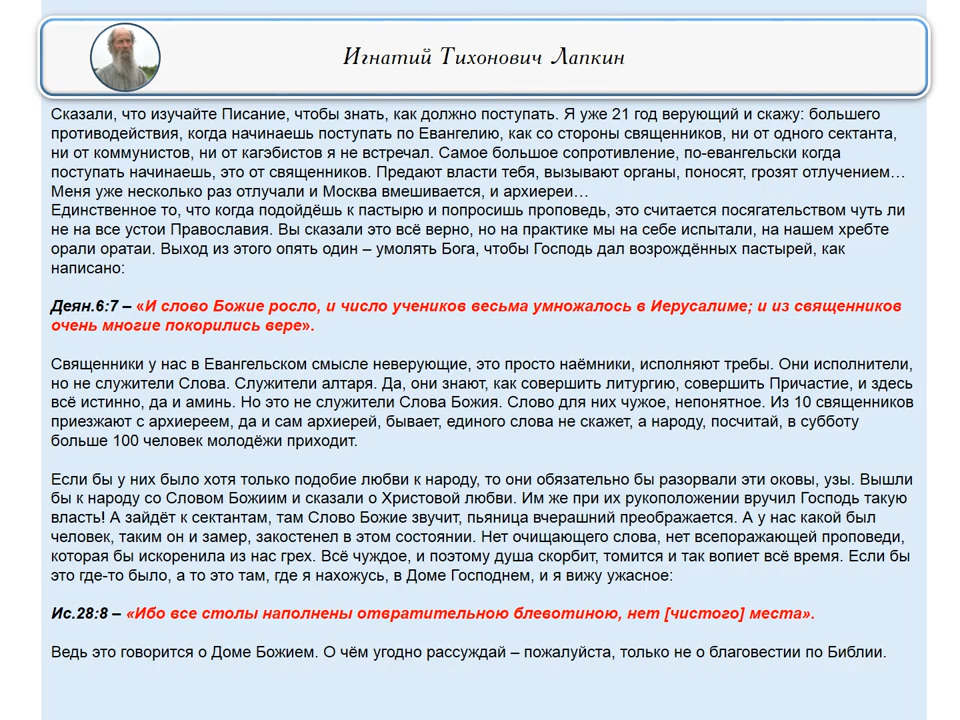 Игнатий Тихонович Лапкин
Сказали, что изучайте Писание, чтобы знать, как должно поступать. Я уже 21 год верующий и скажу: большего
противодействия, когда начинаешь поступать по Евангелию, как со стороны священников, ни от одного сектанта,
ни от коммунистов, ни от кагэбистов я не встречал. Самое большое сопротивление, по-евангельски когда
поступать начинаешь, это от священников. Предают власти тебя, вызывают органы, поносят, грозят отлучением…
Меня уже несколько раз отлучали и Москва вмешивается, и архиереи…
Единственное то, что когда подойдёшь к пастырю и попросишь проповедь, это считается посягательством чуть ли
не на все устои Православия. Вы сказали это всё верно, но на практике мы на себе испытали, на нашем хребте
орали оратаи. Выход из этого опять один – умолять Бога, чтобы Господь дал возрождённых пастырей, как
написано:
Деян.6:7 – «И слово Божие росло, и число учеников весьма умножалось в Иерусалиме; и из священников
очень многие покорились вере».
Священники у нас в Евангельском смысле неверующие, это просто наёмники, исполняют требы. Они исполнители,
но не служители Слова. Служители алтаря. Да, они знают, как совершить литургию, совершить Причастие, и здесь
всё истинно, да и аминь. Но это не служители Слова Божия. Слово для них чужое, непонятное. Из 10 священников
приезжают с архиереем, да и сам архиерей, бывает, единого слова не скажет, а народу, посчитай, в субботу
больше 100 человек молодёжи приходит.
Если бы у них было хотя только подобие любви к народу, то они обязательно бы разорвали эти оковы, узы. Вышли
бы к народу со Словом Божиим и сказали о Христовой любви. Им же при их рукоположении вручил Господь такую
власть! А зайдёт к сектантам, там Слово Божие звучит, пьяница вчерашний преображается. А у нас какой был
человек, таким он и замер, закостенел в этом состоянии. Нет очищающего слова, нет всепоражающей проповеди,
которая бы искоренила из нас грех. Всё чуждое, и поэтому душа скорбит, томится и так вопиет всё время. Если бы
это где-то было, а то это там, где я нахожусь, в Доме Господнем, и я вижу ужасное:
Ис.28:8 – «Ибо все столы наполнены отвратительною блевотиною, нет [чистого] места».
Ведь это говорится о Доме Божием. О чём угодно рассуждай – пожалуйста, только не о благовестии по Библии.